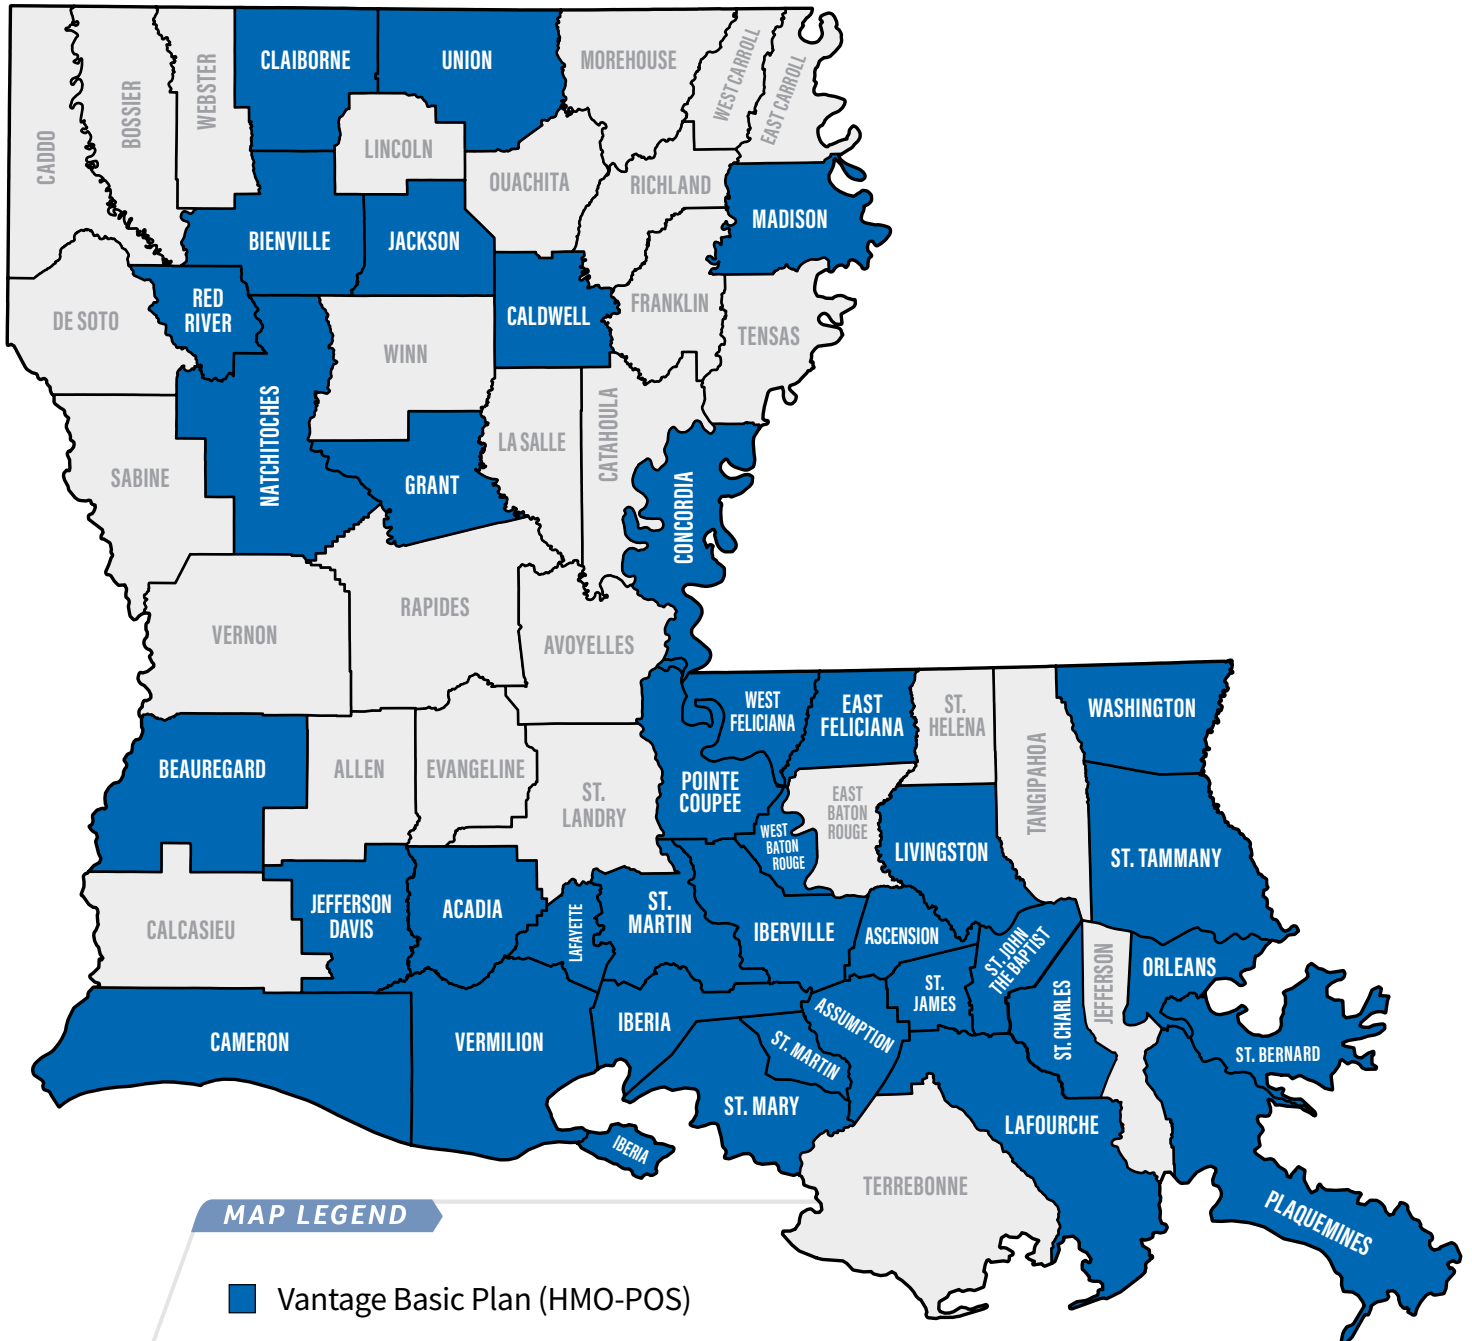 CLAIBORNE
UNION
MOREHOUSE
WEST CARROLL
EAST CARROLL
WEBSTER
BOSSIER
CADDO
LINCOLN
OUACHITA
RICHLAND
MADISON
BIENVILLE
JACKSON
RED
RIVER
DE SOTO
CALDWELL
FRANKLIN
TENSAS
WINN
NATCHITOCHES
SABINE
GRANT
LA SALLE
CATAHOULA
CONCORDIA
VERNON
RAPIDES
AVOYELLES
BEAUREGARD
ALLEN
EVANGELINE
ST.
LANDRY
POINTE
COUPEE
WEST
FELICIANA
EAST
FELICIANA
ST.
HELENA
TANGIPAHOA
WASHINGTON
WEST
BATON
ROUGE
EAST
BATON
ROUGE
LIVINGSTON
ST. TAMMANY
CALCASIEU
JEFFERSON
DAVIS
ACADIA
LAFAYETTE
ST.
MARTIN
IBERVILLE
ASCENSION
ST. JOHN
THE BAPTIST
ST.
JAMES
ST. CHARLES
JEFFERSON
ORLEANS
CAMERON
VERMILION
IBERIA
ASSUMPTION
ST. MARTIN
ST. MARY
ST. BERNARD
LAFOURCHE
IBERIA
TERREBONNE
PLAQUEMINES
MAP LEGEND
Vantage Basic Plan (HMO-POS)